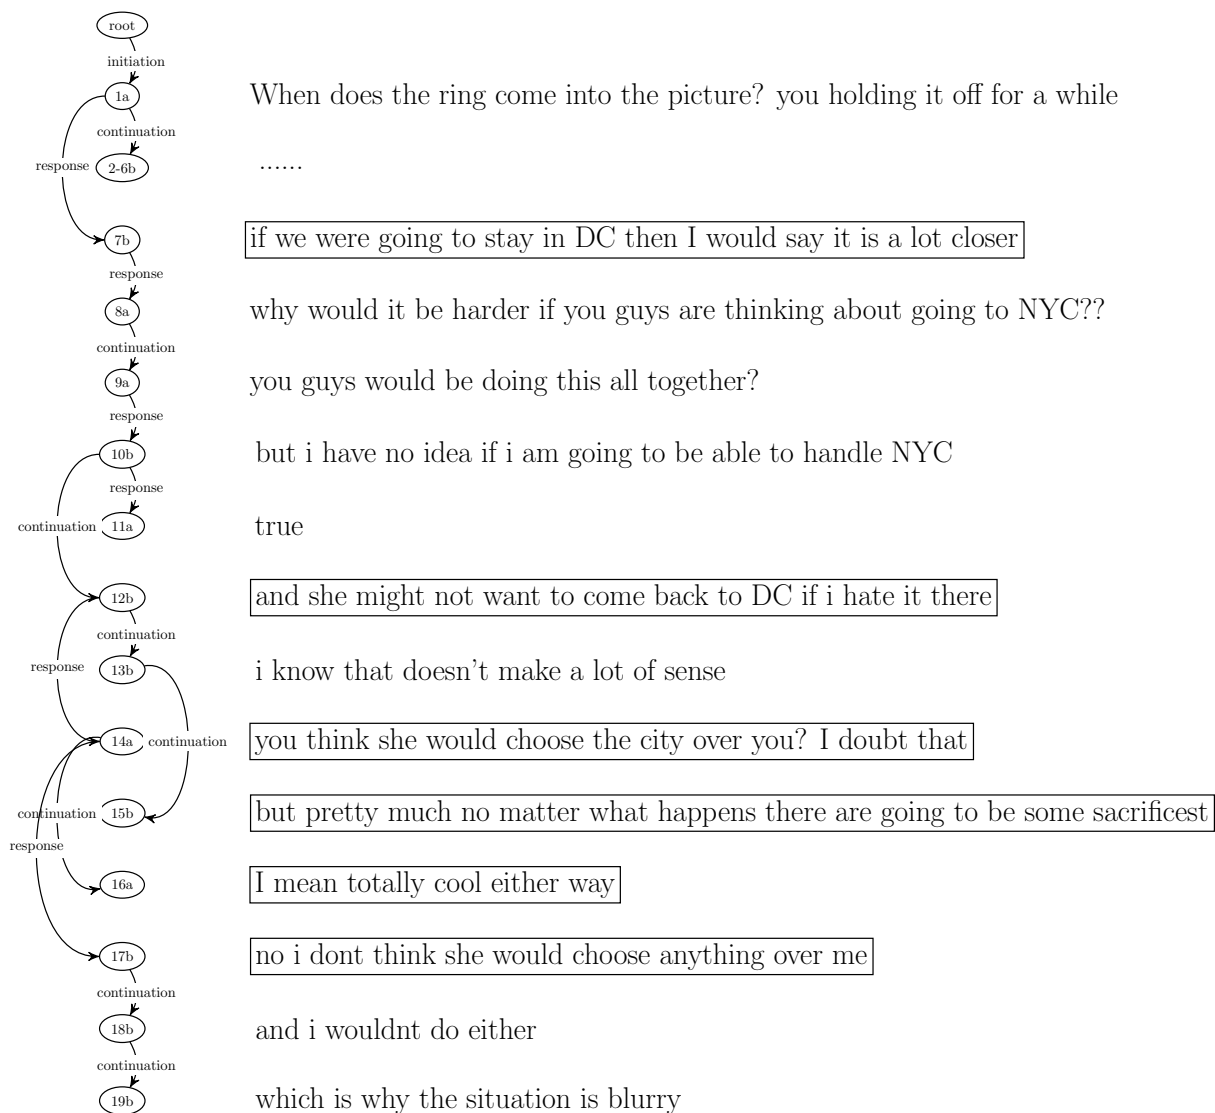 root
initiation
1a When does the ring come into the picture? you holding it off for a while
continuation
response 2-6b ......
7b if we were going to stay in DC then I would say it is a lot closer
response
8a why would it be harder if you guys are thinking about going to NYC??
continuation
9a you guys would be doing this all together?
response
10b but i have no idea if i am going to be able to handle NYC
response
continuation 11a true
12b and she might not want to come back to DC if i hate it there
continuation
response 13b i know that doesn't make a lot of sense
14a continuation you think she would choose the city over you? I doubt that
continuation 15b but pretty much no matter what happens there are going to be some sacrificest
response
16a I mean totally cool either way
17b no i dont think she would choose anything over me
continuation
18b and i wouldnt do either
continuation
19b which is why the situation is blurry